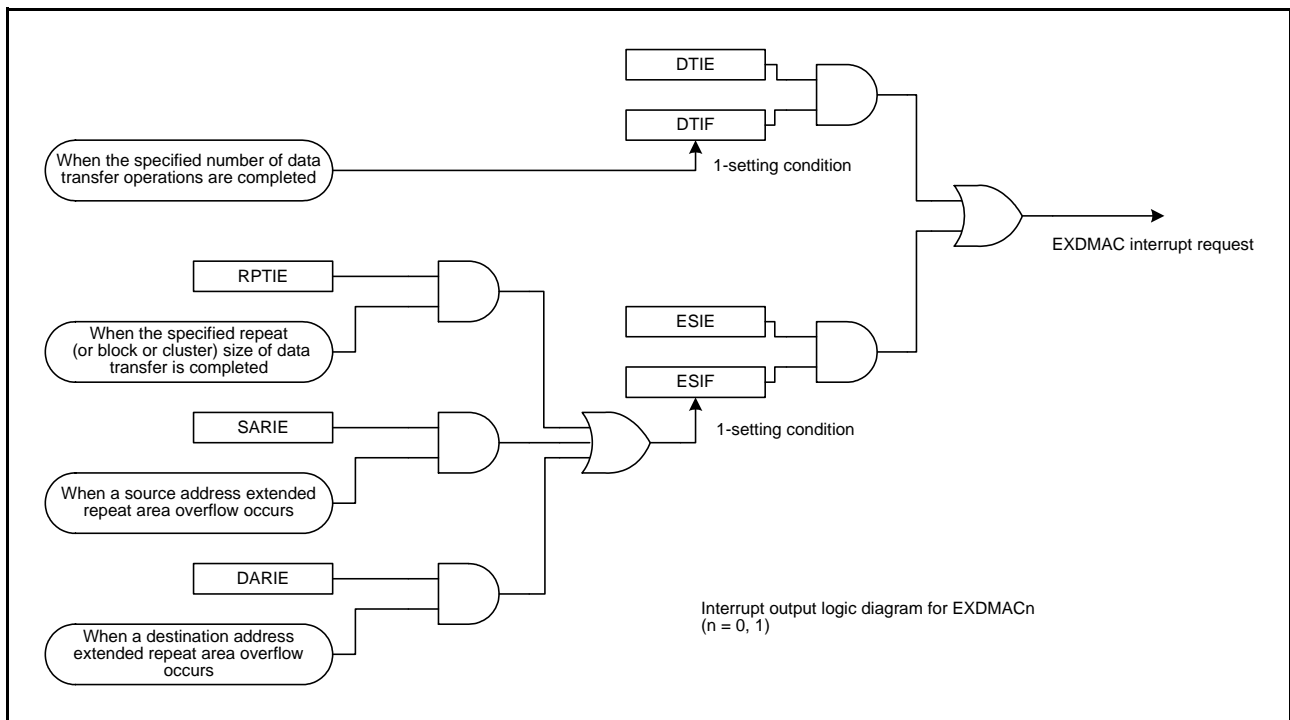 DTIE
DTIF
When the specified number of data
transfer operations are completed
1-setting condition
EXDMAC interrupt request
RPTIE
When the specified repeat
(or block or cluster) size of data
transfer is completed
ESIE
ESIF
1-setting condition
SARIE
When a source address extended
repeat area overflow occurs
DARIE
When a destination address
extended repeat area overflow
occurs
Interrupt output logic diagram for EXDMACn
(n = 0, 1)